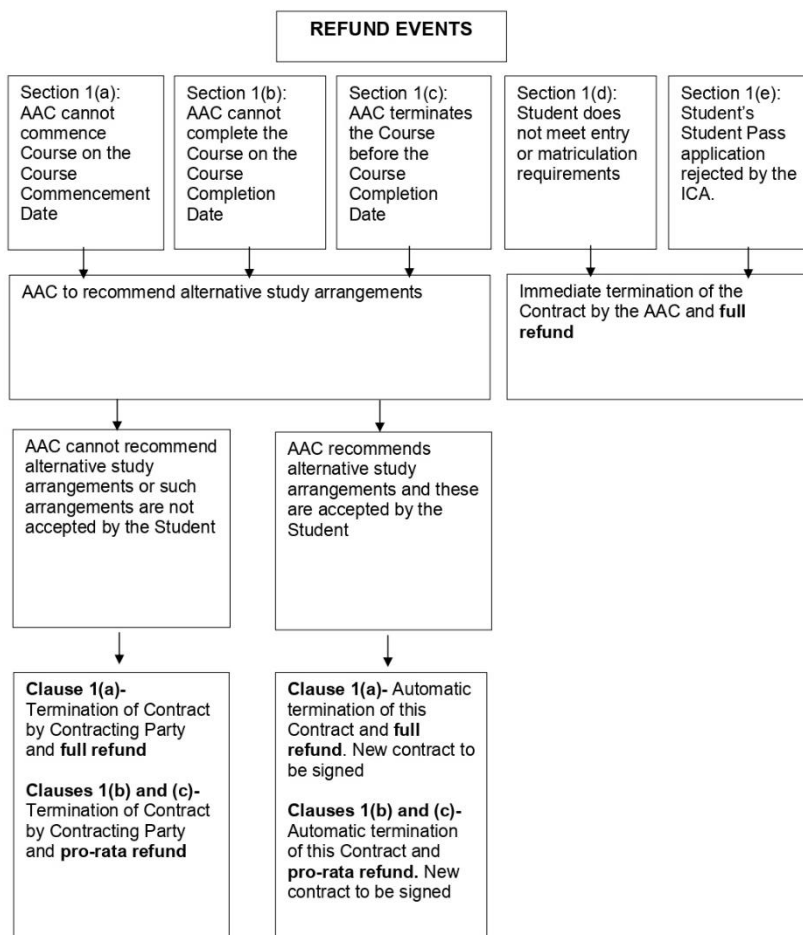 REFUND EVENTS
Section 1(a):
AAC cannot
commence
Course on the
Course
Commencement
Date
Section 1(b):
AAC cannot
complete the
Course on the
Course
Completion
Date
Section 1(c):
AAC terminates
the Course
before the
Course
Completion
Date
Section 1(d):
Student does
not meet entry
or matriculation
requirements
Section 1(e):
Student’s
Student Pass
application
rejected by the
ICA.
AAC to recommend alternative study arrangements
Immediate termination of the
Contract by the AAC and full
refund
AAC cannot recommend
alternative study
arrangements or such
arrangements are not
accepted by the Student
AAC recommends
alternative study
arrangements and these
are accepted by the
Student
Clause 1(a)-
Termination of Contract
by Contracting Party
and full refund
Clauses 1(b) and (c)-
Termination of Contract
by Contracting Party
and pro-rata refund
Clause 1(a)- Automatic
termination of this
Contract and full
refund. New contract to
be signed
Clauses 1(b) and (c)-
Automatic termination
of this Contract and
pro-rata refund. New
contract to be signed